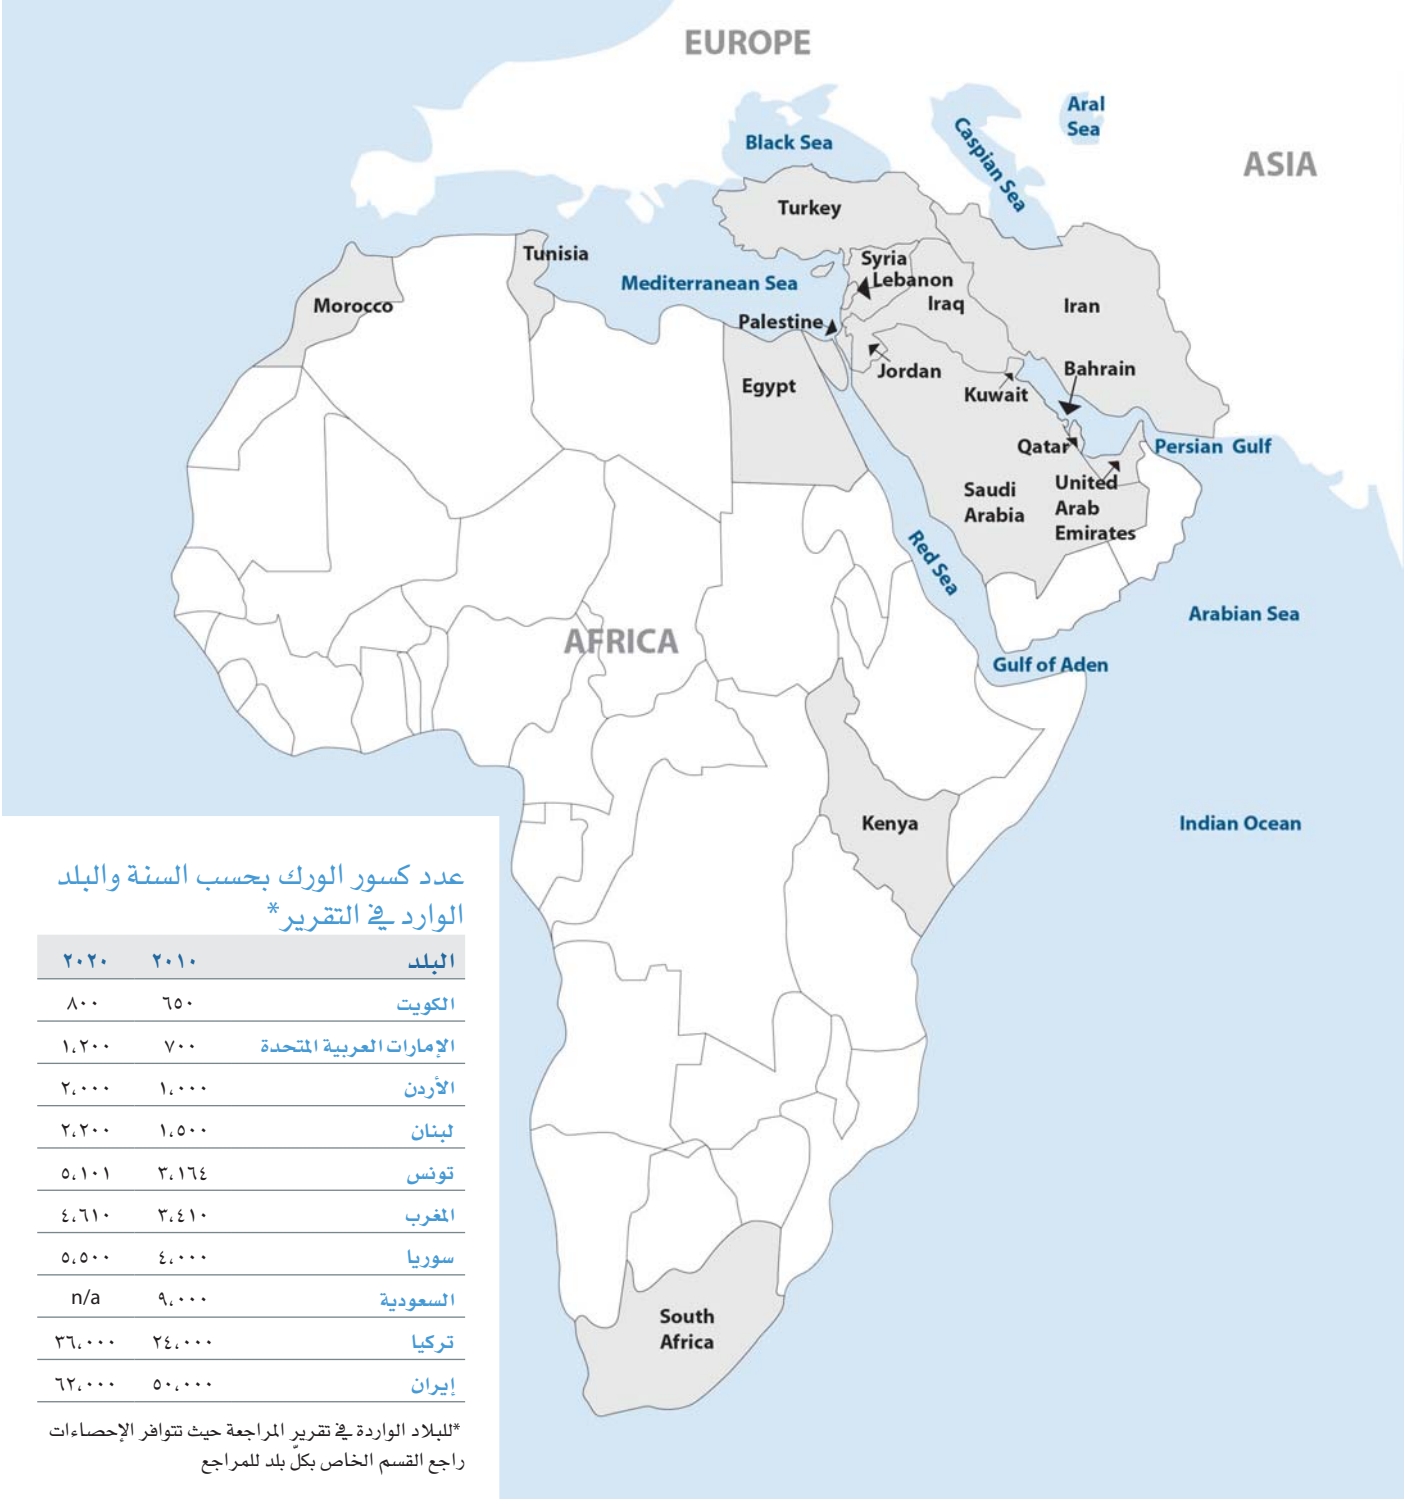 EUROPE
Aral
Sea
Black Sea
Caspian Sea
ASIA
Turkey
Tunisia
Syria
Mediterranean Sea
Lebanon
Morocco
Iraq
Iran
Palestine
Jordan
Bahrain
Egypt
Kuwait
Qatar
Persian Gulf
Saudi
Arabia
United
Arab
Emirates
Red Sea
Arabian Sea
AFRICA
Gulf of Aden
Kenya
Indian Ocean
South
Africa
عدد كسور الورك بحسب السنة والبلد
الوارد في التقرير*
البلد ٢٠١٠ ٢٠٢٠
الكويت ٦٥٠ ٨٠٠
الإمارات العربية المتحدة ٧٠٠ ١،٢٠٠
الأردن ١،٠٠٠ ٢،٠٠٠
لبنان ١،٥٠٠ ٢،٢٠٠
تونس ٣،١٦٤ ٥،١٠١
المغرب ٣،٤١٠ ٤،٦١٠
سوريا ٤،٠٠٠ ٥،٥٠٠
السعودية ٩،٠٠٠ n/a
تركيا ٢٤،٠٠٠ ٣٦،٠٠٠
إيران ٥٠،٠٠٠ ٦٢،٠٠٠
*للبلاد الواردة في تقرير المراجعة حيث تتوافر الإحصاءات
راجع القسم الخاص بكلّ بلد للمراجع